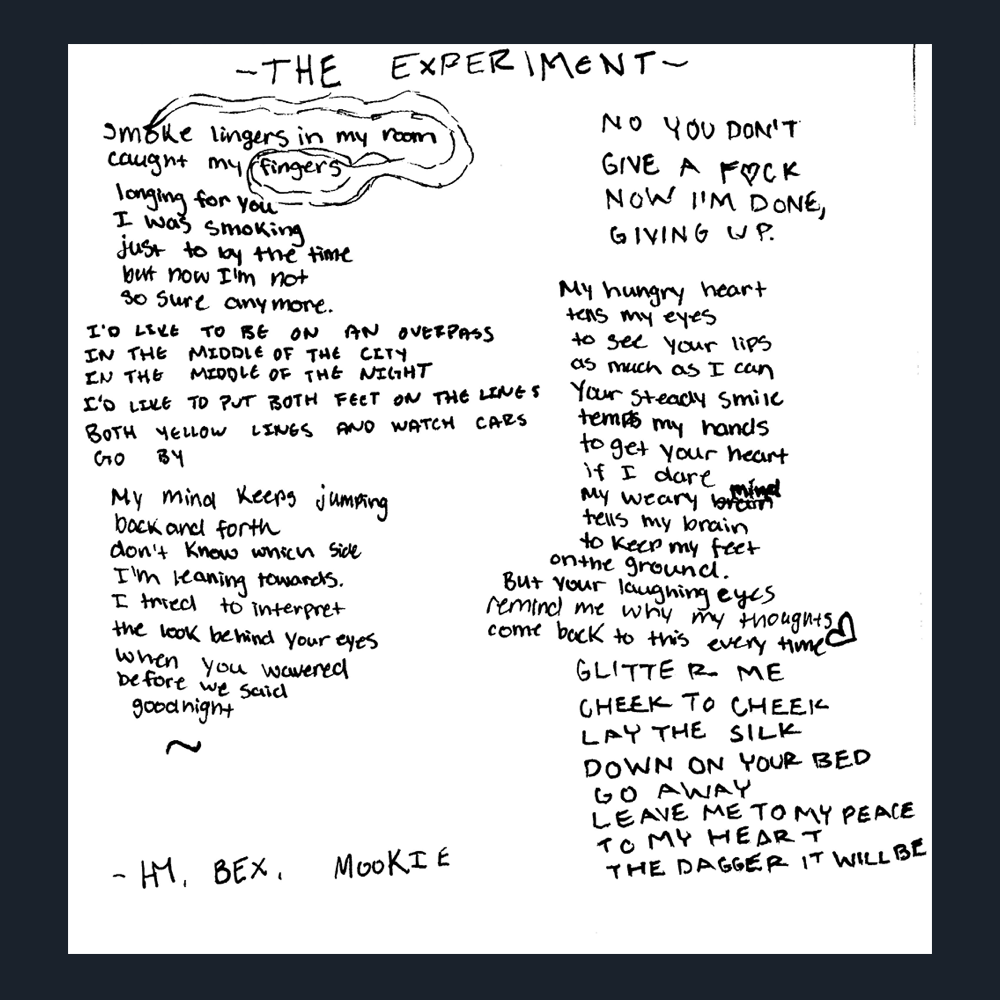 ~THE EXPERIMENT~
Smoke lingers in my room
caught my fingers
longing for you
I was smoking
just to by the time
but now I'm not
so sure anymore.
I'D LIKE TO BE ON AN OVERPASS
IN THE MIDDLE OF THE CITY
IN THE MIDDLE OF THE NIGHT
I'D LIKE TO PUT BOTH FEET ON THE LINES
BOTH YELLOW LINES AND WATCH CARS
GO BY
My mind keeps jumping
back and forth
don't know which side
I'm leaning towards.
I tried to interpret
the look behind your eyes
when you wavered
before we said
goodnight
~
- HM, BEX, MOOKIE
NO YOU DON'T
GIVE A F♡CK
NOW I'M DONE,
GIVING UP.
My hungry heart
tells my eyes
to see your lips
as much as I can
Your steady smile
tempts my hands
to get your heart
if I dare
My weary mind
tells my brain
to keep my feet
on the ground.
But your laughing eyes
remind me why my thoughts
come back to this every time♡
GLITTER ME
CHEEK TO CHEEK
LAY THE SILK
DOWN ON YOUR BED
GO AWAY
LEAVE ME TO MY PEACE
TO MY HEART
THE DAGGER IT WILL BE